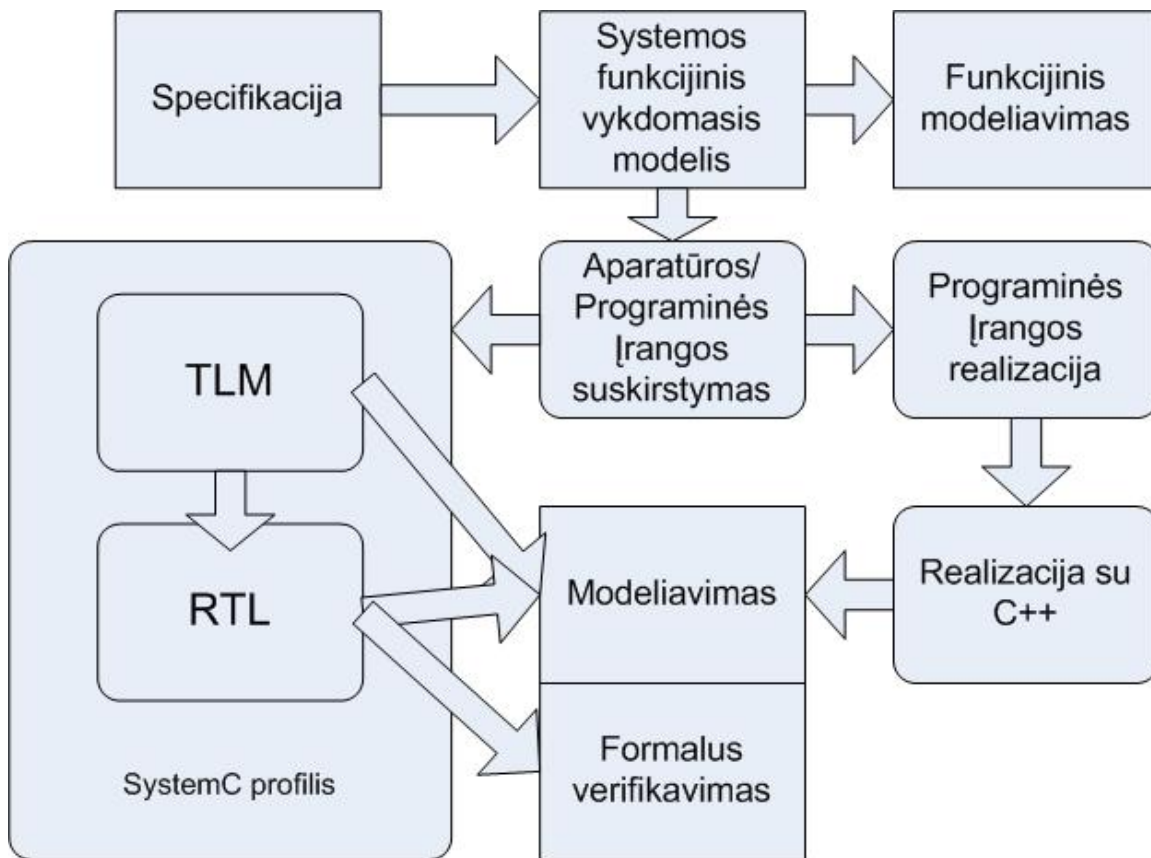 Specifikacija
Systemos
funkcijinis
vykdomasis
modelis
Funkcijinis
modeliavimas
Aparatūros/
Programinės
Įrangos
suskirstymas
Programinės
Įrangos
realizacija
TLM
RTL
SystemC profilis
Modeliavimas
Realizacija su
C++
Formalus
verifikavimas